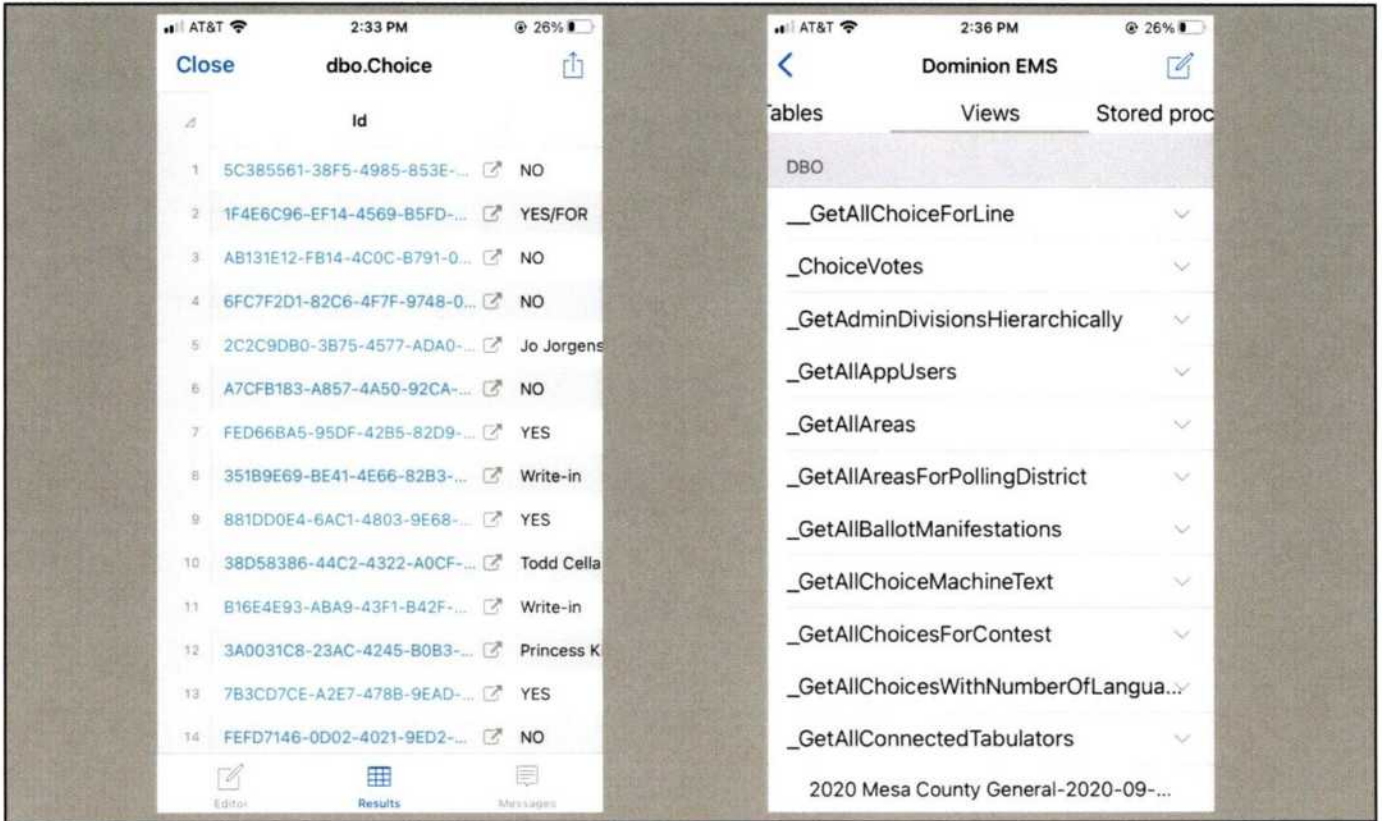 AT&T 2:33 PM 26%
Close dbo.Choice
Id
1 5C385561-38F5-4985-853E-... NO
2 1F4E6C96-EF14-4569-B5FD-... YES/FOR
3 AB131E12-FB14-4C0C-B791-0... NO
4 6FC7F2D1-82C6-4F7F-9748-0... NO
5 2C2C9DB0-3B75-4577-ADA0-... Jo Jorgens
6 A7CFB183-A857-4A50-92CA-... NO
7 FED66BA5-95DF-42B5-82D9-... YES
8 351B9E69-BE41-4E66-82B3-... Write-in
9 881DD0E4-6AC1-4803-9E68-... YES
10 38D58386-44C2-4322-A0CF-... Todd Cella
11 B16E4E93-ABA9-43F1-B42F-... Write-in
12 3A0031C8-23AC-4245-B0B3-... Princess K
13 7B3CD7CE-A2E7-478B-9EAD-... YES
14 FEFD7146-0D02-4021-9ED2-... NO
Editor Results Messages
AT&T 2:36 PM 26%
Dominion EMS
Tables Views Stored proc
DBO
__GetAllChoiceForLine
_ChoiceVotes
_GetAdminDivisionsHierarchically
_GetAllAppUsers
_GetAllAreas
_GetAllAreasForPollingDistrict
_GetAllBallotManifestations
_GetAllChoiceMachineText
_GetAllChoicesForContest
_GetAllChoicesWithNumberOfLangua...
_GetAllConnectedTabulators
2020 Mesa County General-2020-09-...